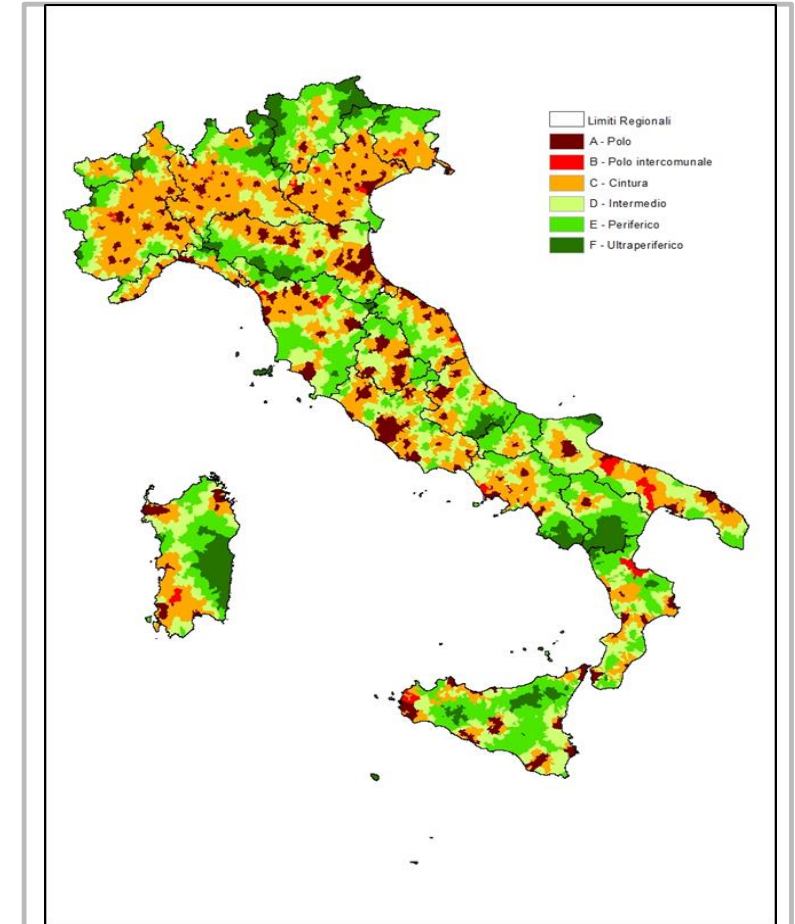 Limiti Regionali
A - Polo
B - Polo intercomunale
C - Cintura
D - Intermedio
E - Periferico
F - Ultraperiferico